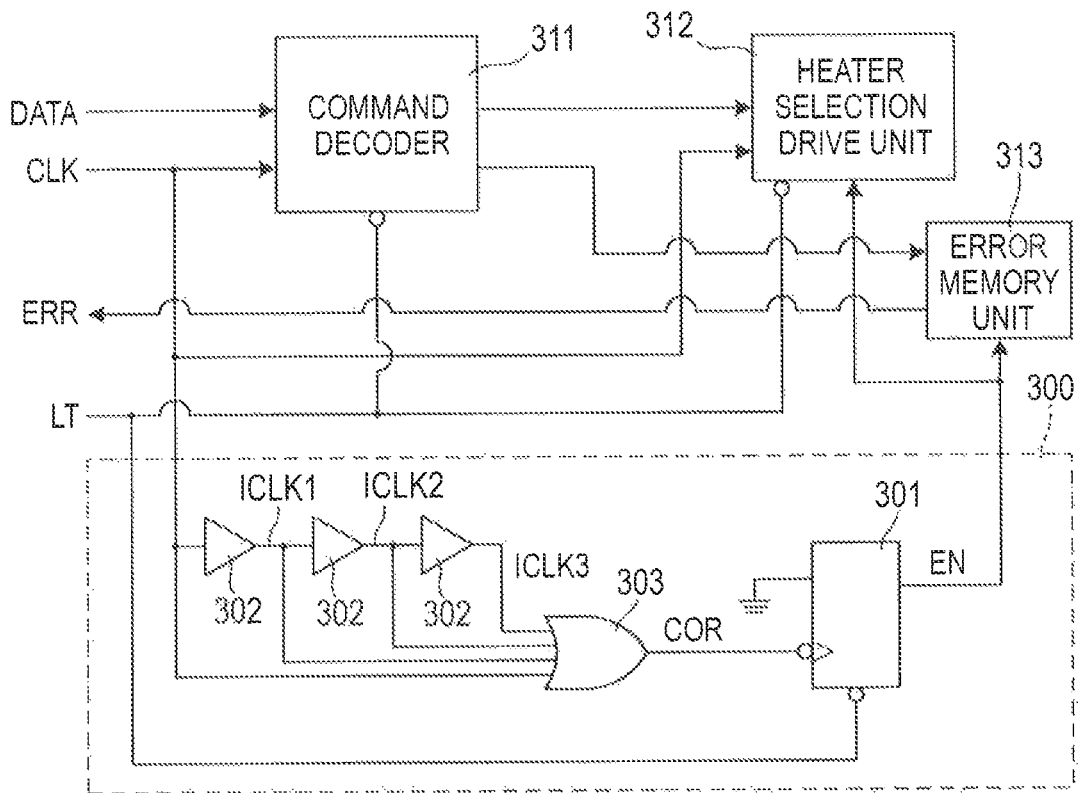 311
COMMAND
DECODER
312
HEATER
SELECTION
DRIVE UNIT
313
ERROR
MEMORY
UNIT
DATA
CLK
ERR
LT
300
ICLK1
ICLK2
ICLK3
302
302
302
303
COR
301
EN